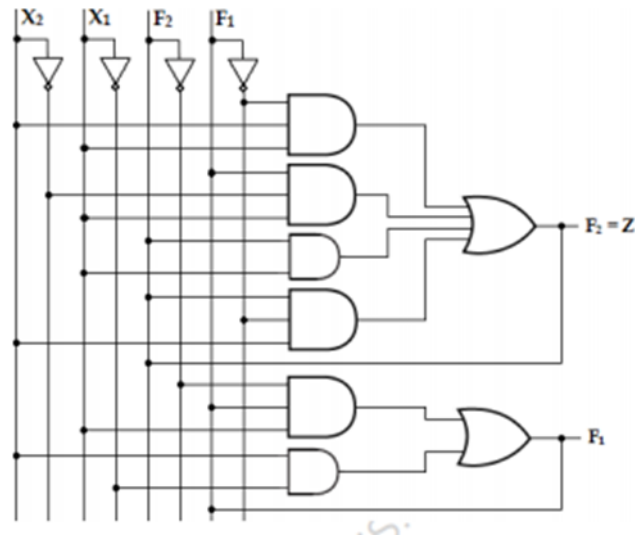 X₂ X₁ F₂ F₁
F₂ = Z
F₁